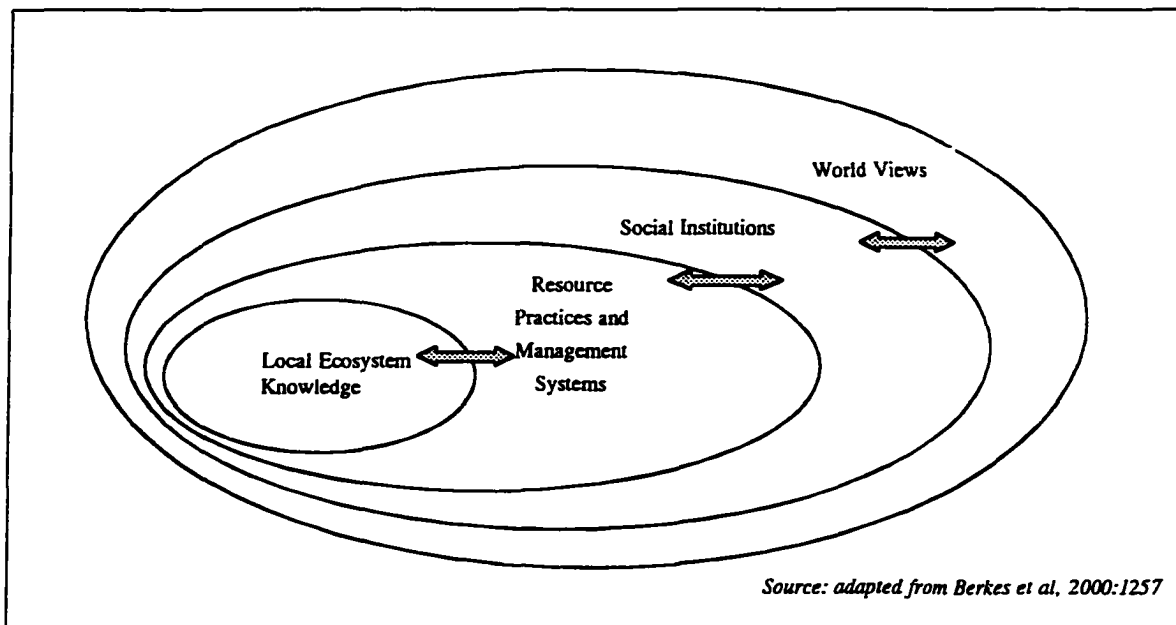 World Views
Social Institutions
Resource
Practices and
Management
Systems
Local Ecosystem
Knowledge
Source: adapted from Berkes et al, 2000:1257